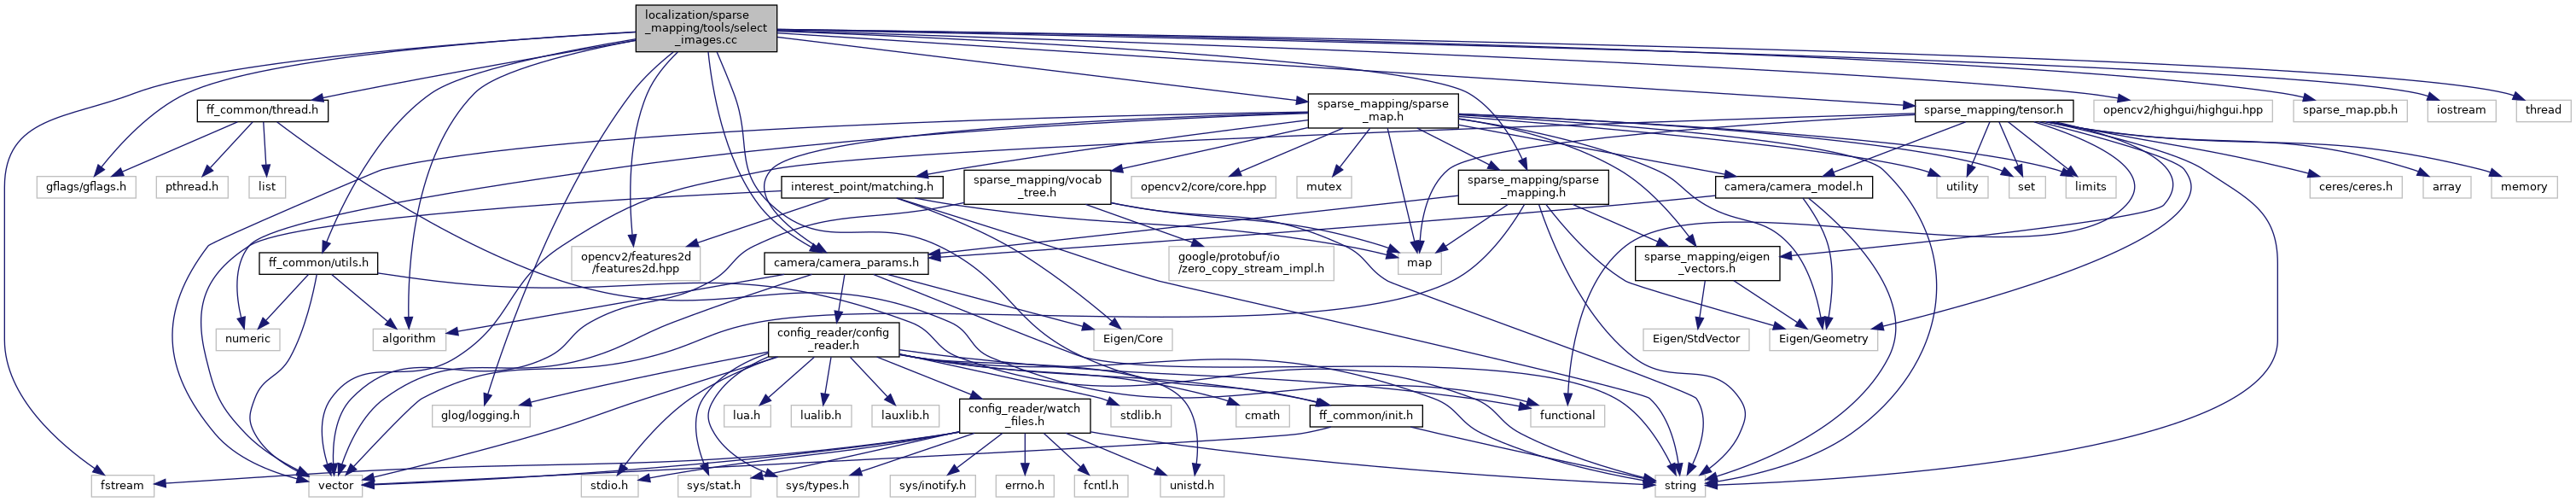 localization/sparse
_mapping/tools/select
_images.cc
ff_common/thread.h
sparse_mapping/sparse
_map.h
sparse_mapping/tensor.h
opencv2/highgui/highgui.hpp
sparse_map.pb.h
iostream
thread
gflags/gflags.h
pthread.h
list
interest_point/matching.h
sparse_mapping/vocab
_tree.h
opencv2/core/core.hpp
mutex
sparse_mapping/sparse
_mapping.h
camera/camera_model.h
utility
set
limits
ceres/ceres.h
array
memory
ff_common/utils.h
opencv2/features2d
/features2d.hpp
camera/camera_params.h
google/protobuf/io
/zero_copy_stream_impl.h
map
sparse_mapping/eigen
_vectors.h
numeric
algorithm
config_reader/config
_reader.h
Eigen/Core
Eigen/StdVector
Eigen/Geometry
glog/logging.h
lua.h
lualib.h
lauxlib.h
config_reader/watch
_files.h
stdlib.h
cmath
ff_common/init.h
functional
fstream
vector
stdio.h
sys/stat.h
sys/types.h
sys/inotify.h
errno.h
fcntl.h
unistd.h
string